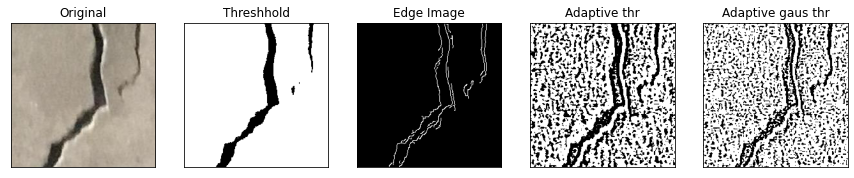 Original
Threshhold
Edge Image
Adaptive thr
Adaptive gaus thr